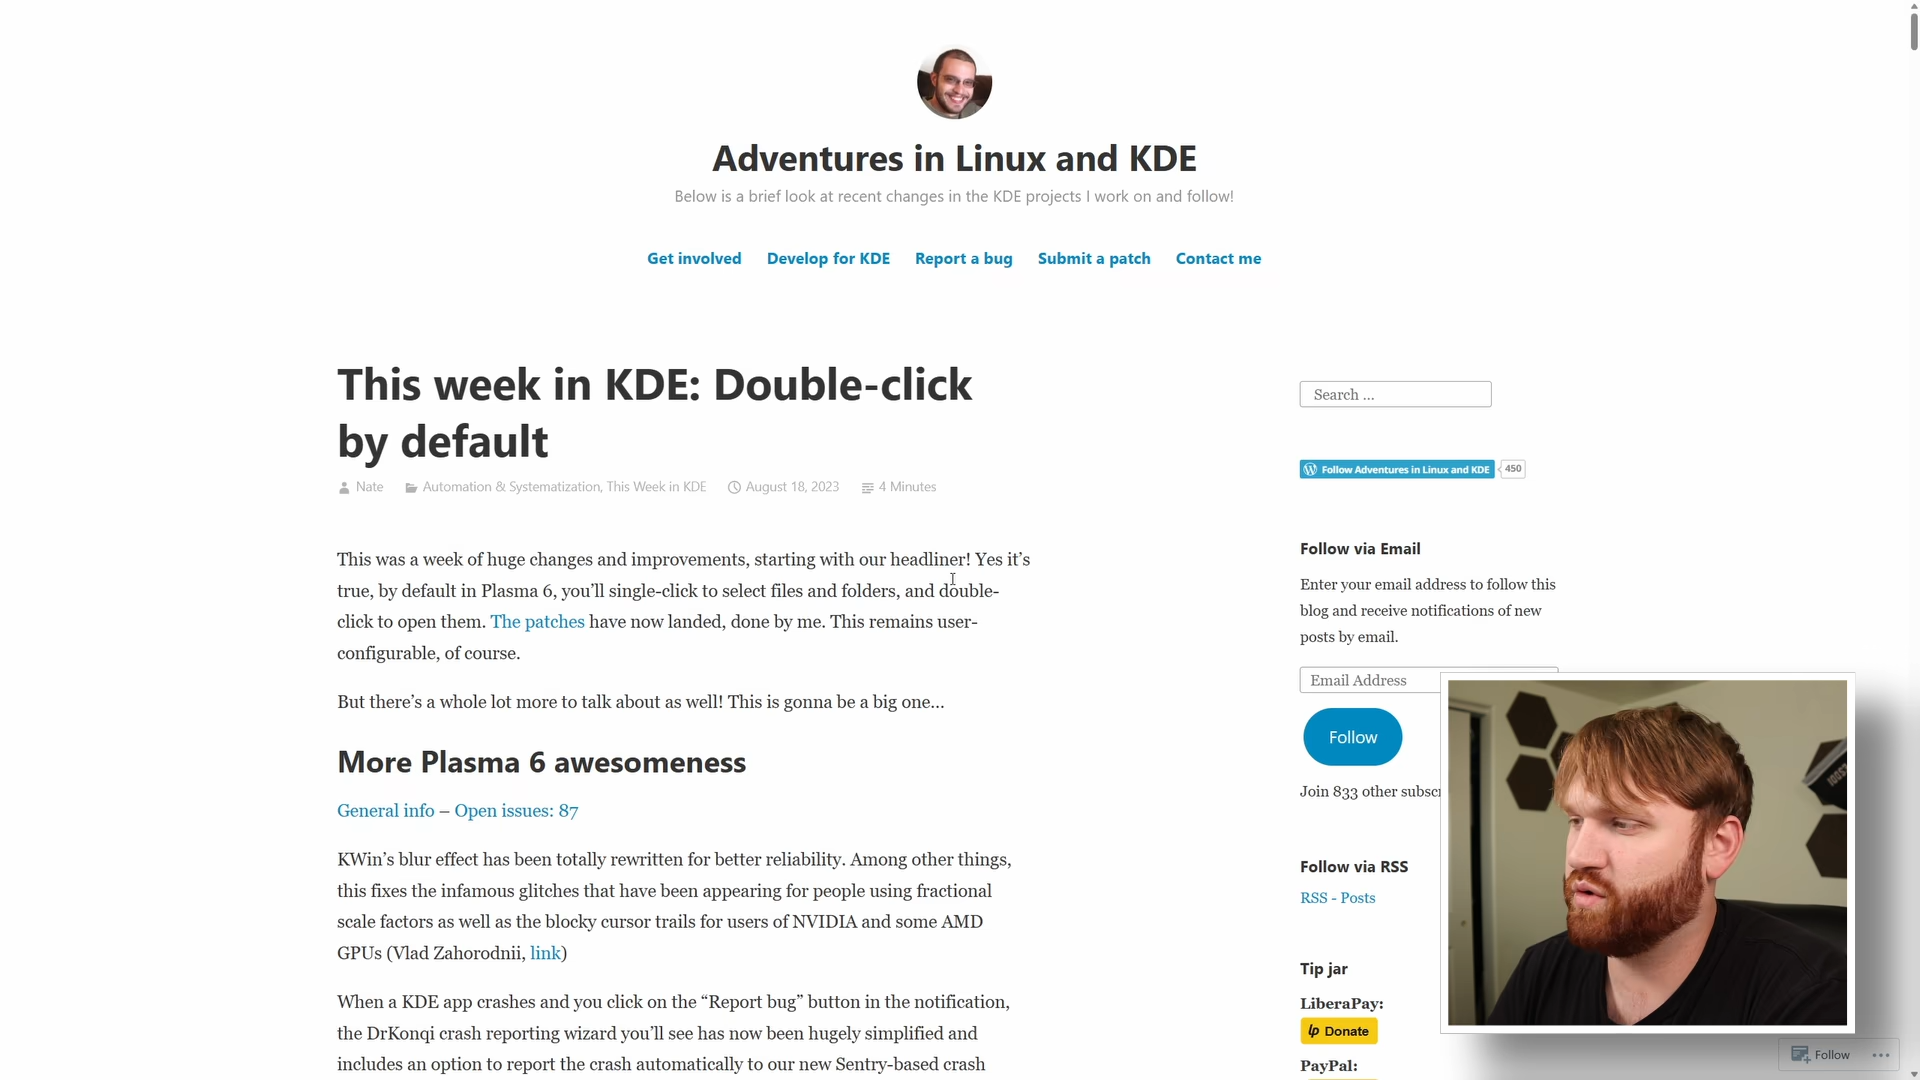 Adventures in Linux and KDE
Below is a brief look at recent changes in the KDE projects I work on and follow!
Get involved Develop for KDE Report a bug Submit a patch Contact me
This week in KDE: Double-click
by default
Nate Automation & Systematization, This Week in KDE August 18, 2023 4 Minutes
This was a week of huge changes and improvements, starting with our headliner! Yes it’s
true, by default in Plasma 6, you’ll single-click to select files and folders, and double-
click to open them. The patches have now landed, done by me. This remains user-
configurable, of course.
But there’s a whole lot more to talk about as well! This is gonna be a big one…
More Plasma 6 awesomeness
General info – Open issues: 87
KWin’s blur effect has been totally rewritten for better reliability. Among other things,
this fixes the infamous glitches that have been appearing for people using fractional
scale factors as well as the blocky cursor trails for users of NVIDIA and some AMD
GPUs (Vlad Zahorodnii, link)
When a KDE app crashes and you click on the “Report bug” button in the notification,
the DrKonqi crash reporting wizard you’ll see has now been hugely simplified and
includes an option to report the crash automatically to our new Sentry-based crash
Search …
Follow Adventures in Linux and KDE 450
Follow via Email
Enter your email address to follow this
blog and receive notifications of new
posts by email.
Email Address
Follow
Join 833 other subscr
Follow via RSS
RSS - Posts
Tip jar
LiberaPay:
Donate
PayPal:
Follow